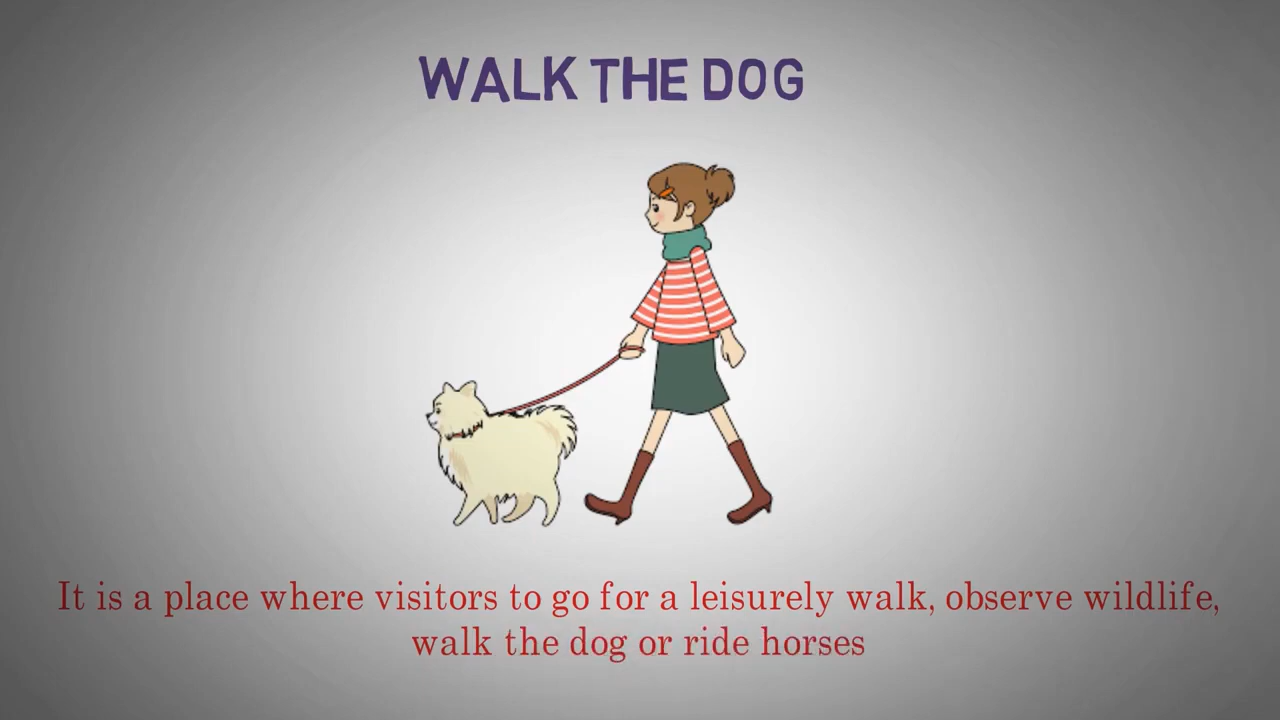 WALK THE DOG
It is a place where visitors to go for a leisurely walk, observe wildlife,
walk the dog or ride horses